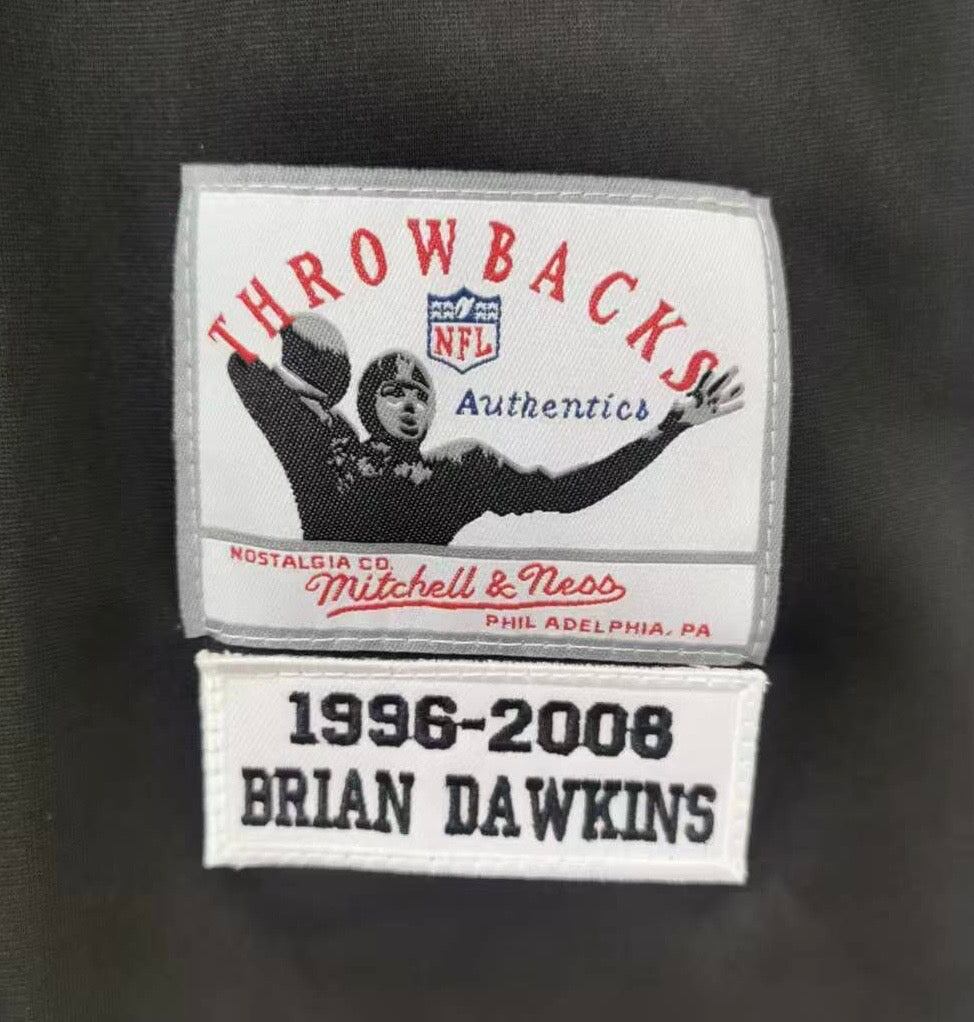 THROWBACKS
NFL
Authentics
NOSTALGIA CO.
Mitchell & Ness
PHILADELPHIA, PA
1996-2008
BRIAN DAWKINS